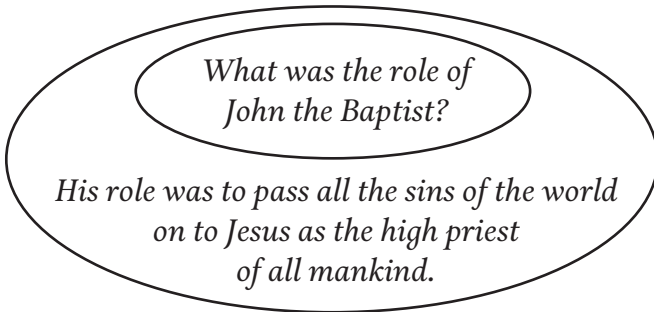 What was the role of
John the Baptist?
His role was to pass all the sins of the world
on to Jesus as the high priest
of all mankind.